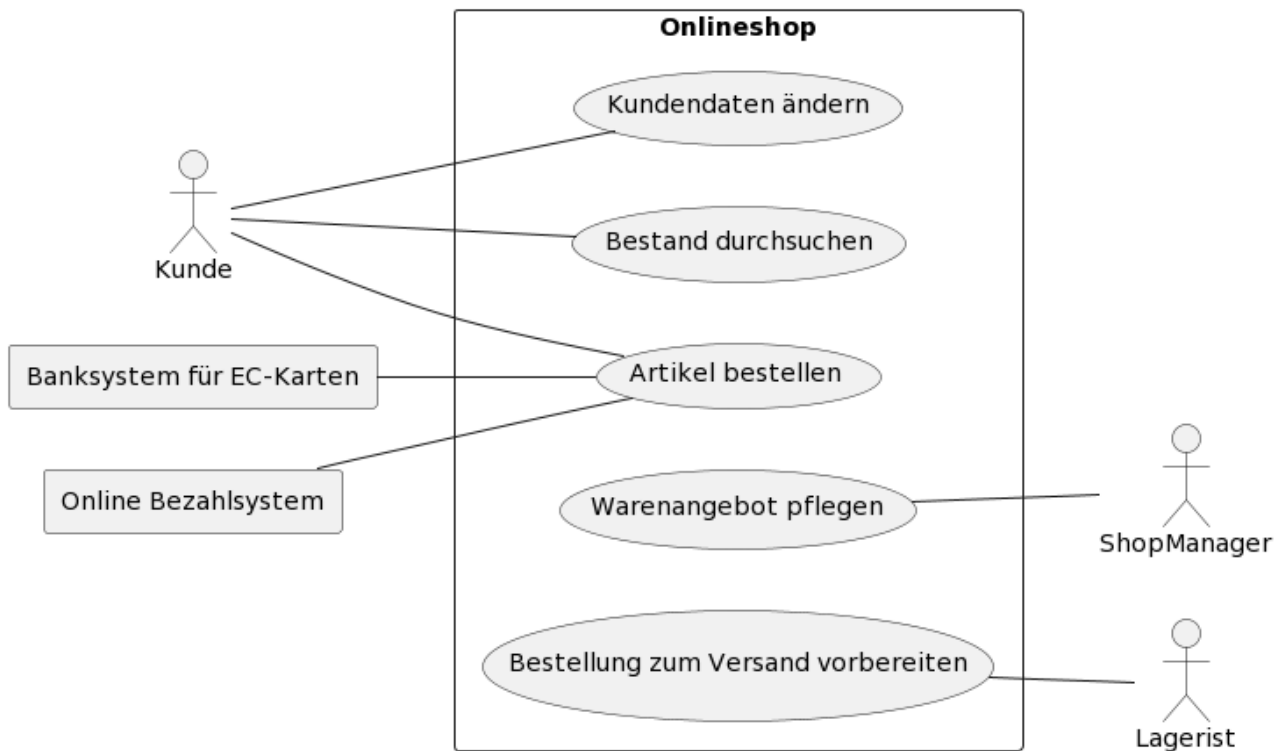 Onlineshop
Kundendaten ändern
Kunde
Bestand durchsuchen
Artikel bestellen
Banksystem für EC-Karten
Online Bezahlsystem
Warenangebot pflegen
ShopManager
Bestellung zum Versand vorbereiten
Lagerist